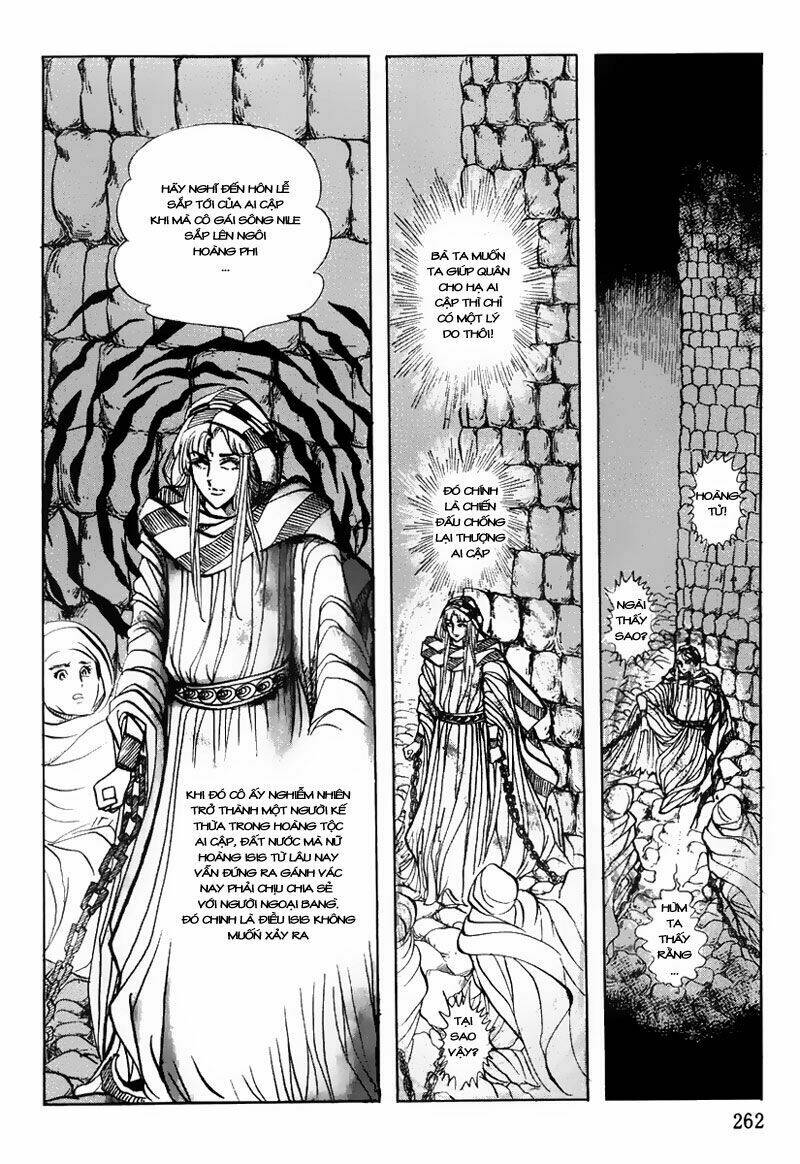 HOÀNG
TỬ!
NGÀI
THẤY
SAO?
HỪM
TA
THẤY
RẰNG
...
BÀ TA MUỐN
TA GIÚP QUÂN
CHO HẠ AI
CẬP THÌ CHỈ
CÓ MỘT LÝ
DO THÔI!
ĐÓ CHÍNH
LÀ CHIẾN
ĐẤU CHỐNG
LẠI THƯỢNG
AI CẬP
TẠI
SAO
VẬY?
HÃY NGHĨ ĐẾN HÔN LỄ
SẮP TỚI CỦA AI CẬP
KHI MÀ CÔ GÁI SÔNG NILE
SẮP LÊN NGÔI
HOÀNG PHI
...
KHI ĐÓ CÔ ẤY NGHIỄM NHIÊN
TRỞ THÀNH MỘT NGƯỜI KẾ
THỪA TRONG HOÀNG TỘC
AI CẬP, ĐẤT NƯỚC MÀ NỮ
HOÀNG ISIS TỪ LÂU NAY
VẪN ĐỨNG RA GÁNH VÁC
NAY PHẢI CHỊU CHIA SẺ
VỚI NGƯỜI NGOẠI BANG.
ĐÓ CHINH LÀ ĐIỀU ISIS KHÔNG
MUỐN XẢY RA
262